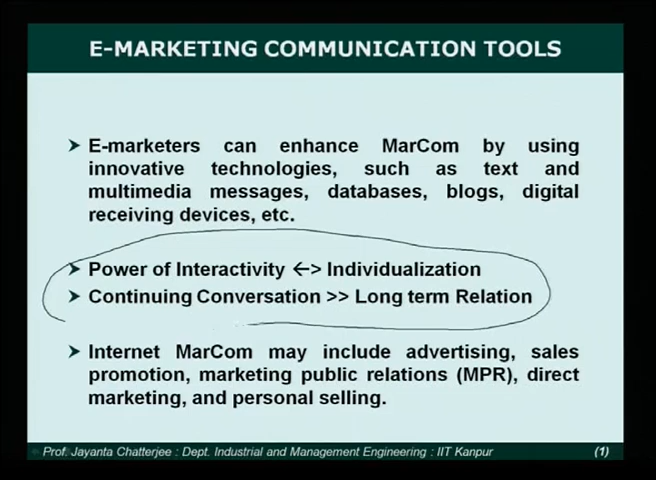 E-MARKETING COMMUNICATION TOOLS
➤ E-marketers can enhance MarCom by using
innovative technologies, such as text and
multimedia messages, databases, blogs, digital
receiving devices, etc.
➤ Power of Interactivity <-> Individualization
➤ Continuing Conversation >> Long term Relation
➤ Internet MarCom may include advertising, sales
promotion, marketing public relations (MPR), direct
marketing, and personal selling.
Prof. Jayanta Chatterjee : Dept. Industrial and Management Engineering : IIT Kanpur (1)